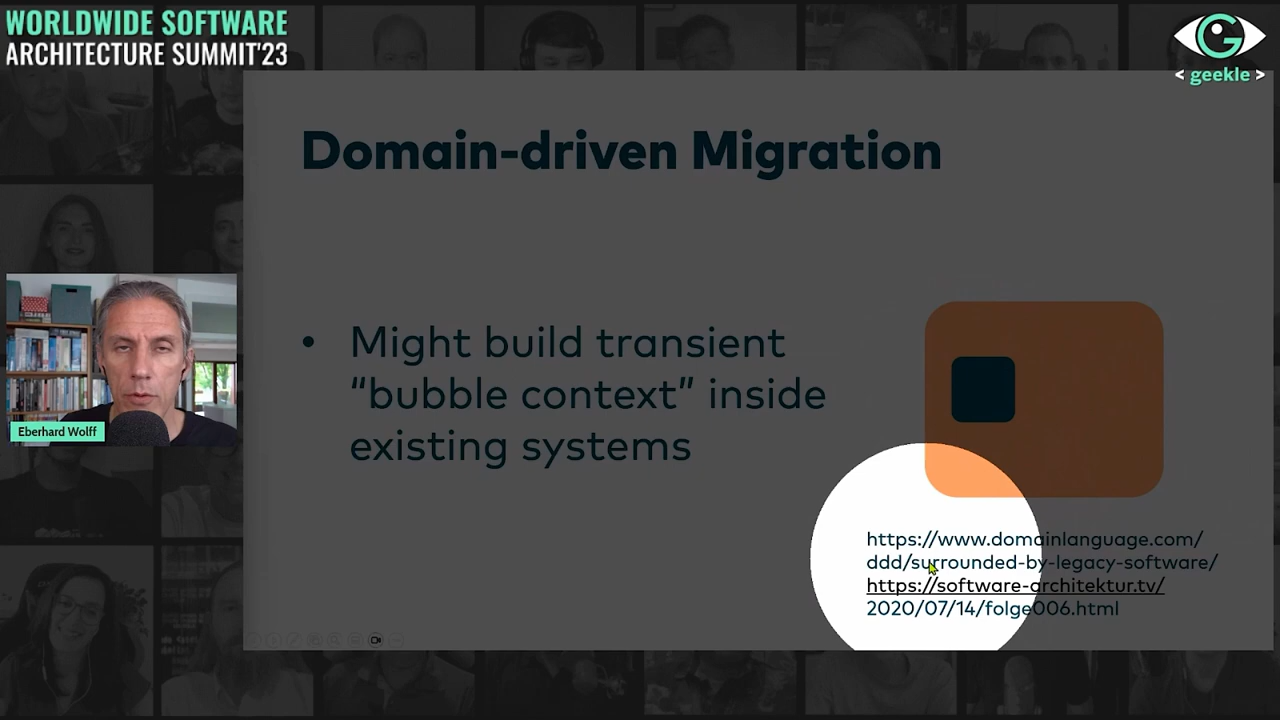 WORLDWIDE SOFTWARE
ARCHITECTURE SUMMIT'23
G
< geekle >
Domain-driven Migration
• Might build transient
“bubble context” inside
existing systems
Eberhard Wolff
https://www.domainlanguage.com/
ddd/surrounded-by-legacy-software/
https://software-architektur.tv/
2020/07/14/folge006.html